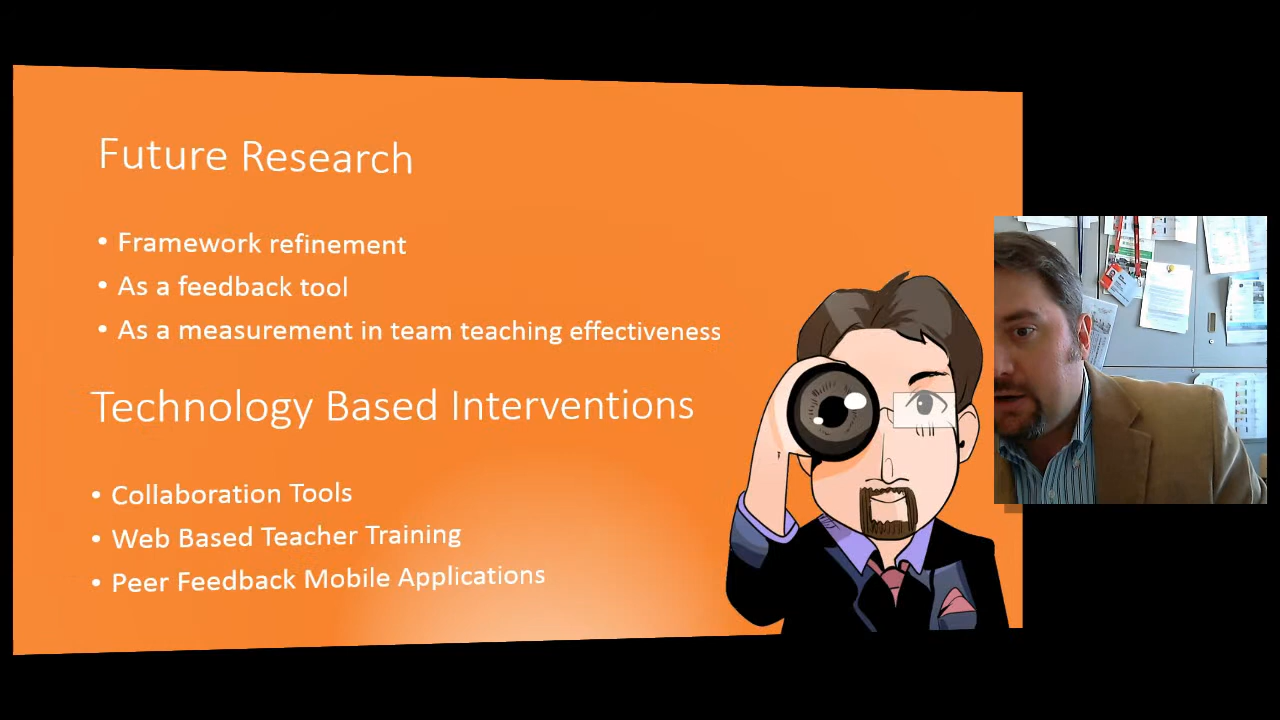 Future Research
• Framework refinement
• As a feedback tool
• As a measurement in team teaching effectiveness
Technology Based Interventions
• Collaboration Tools
• Web Based Teacher Training
• Peer Feedback Mobile Applications